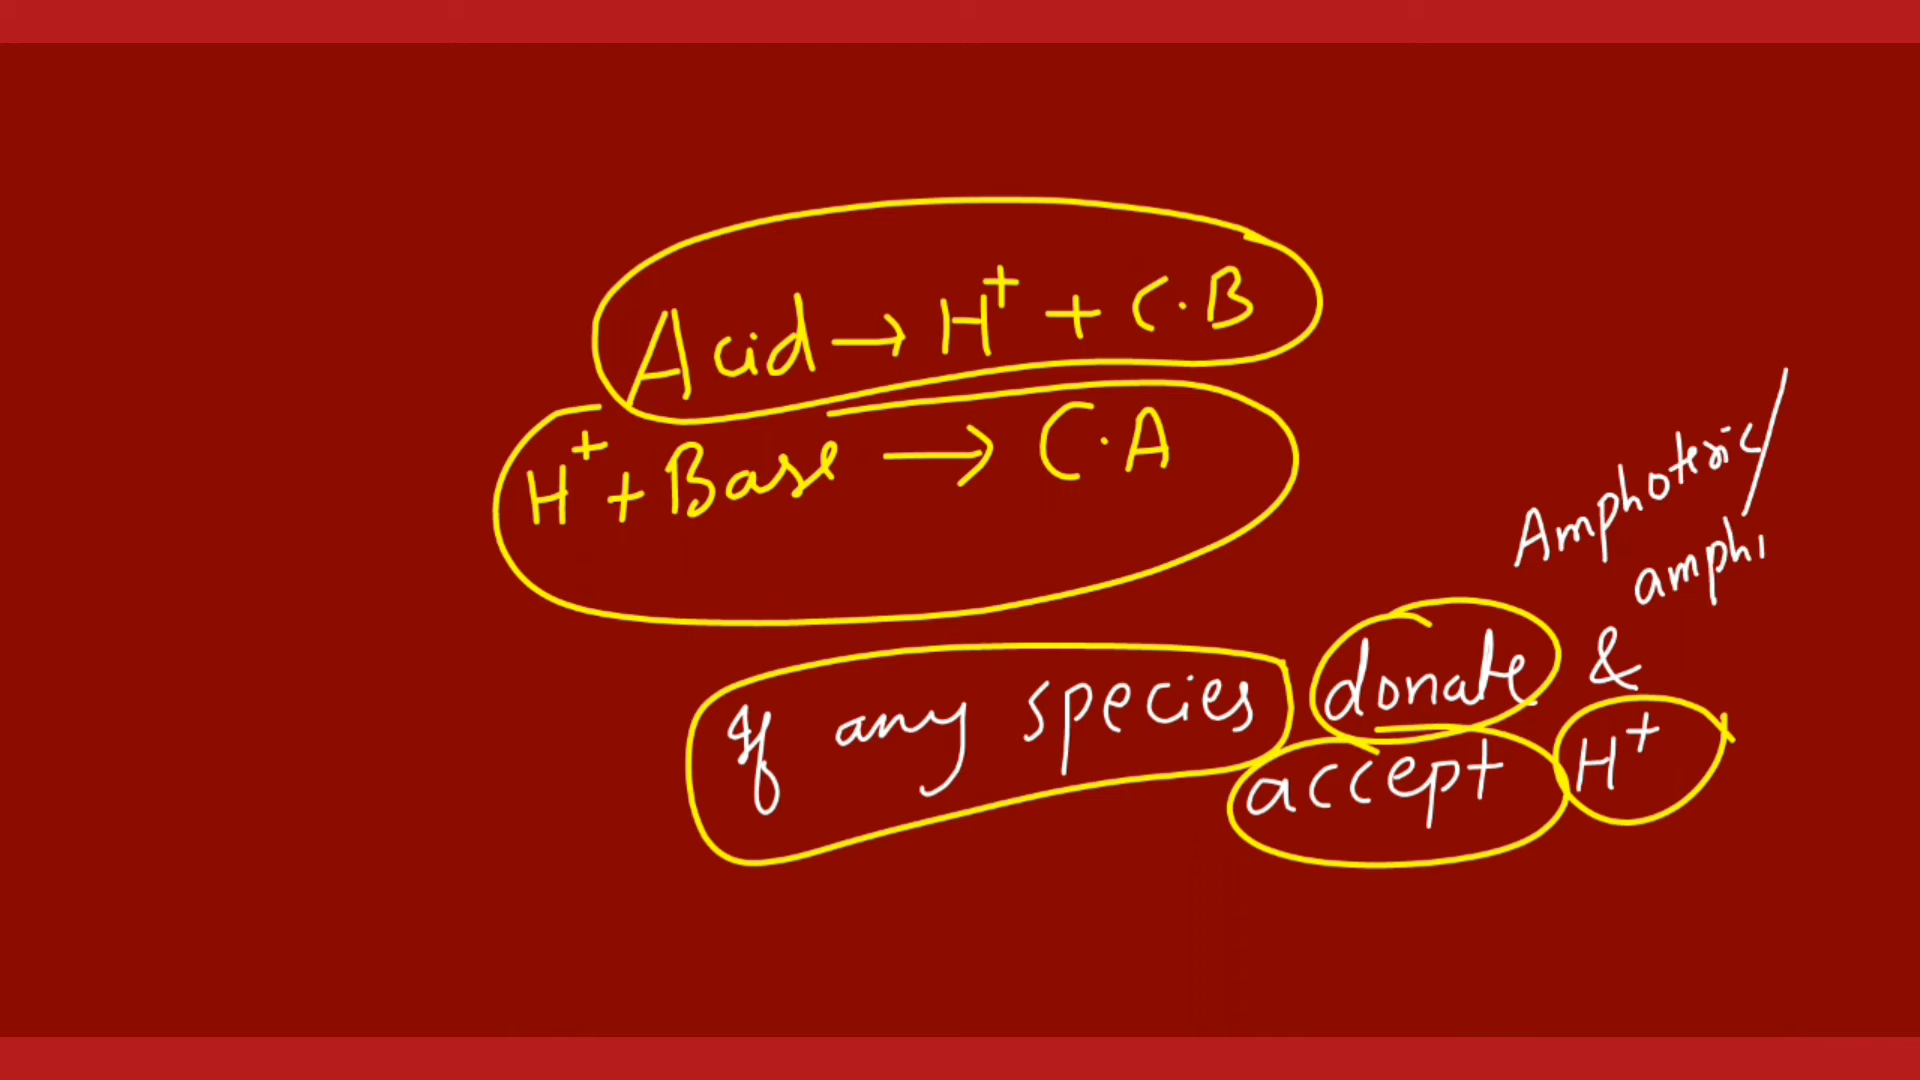 Acid → H⁺ + C·B
H⁺ + Base → C·A
Amphoteric/
amphi
If any species donate &
accept H⁺